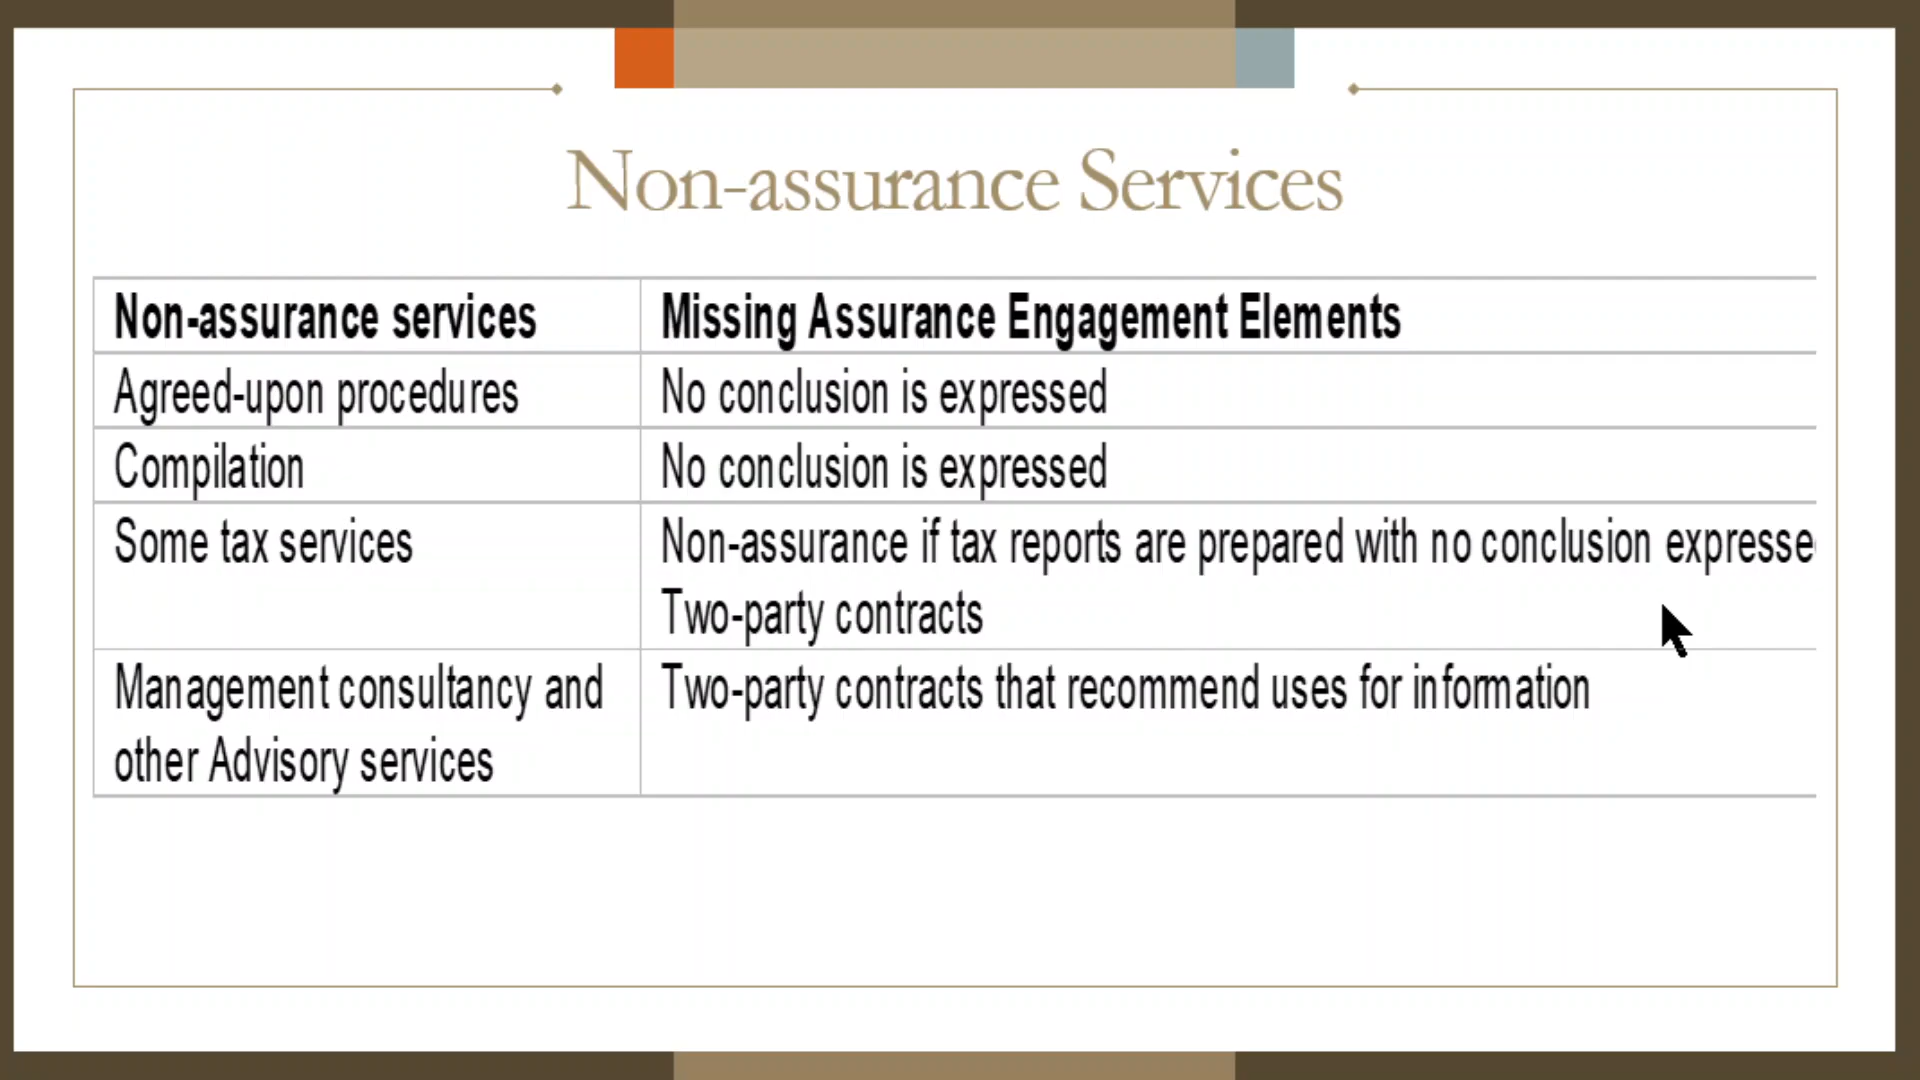 Non-assurance Services
Non-assurance services Missing Assurance Engagement Elements
Agreed-upon procedures No conclusion is expressed
Compilation No conclusion is expressed
Some tax services Non-assurance if tax reports are prepared with no conclusion expresse
Two-party contracts
Management consultancy and Two-party contracts that recommend uses for information
other Advisory services